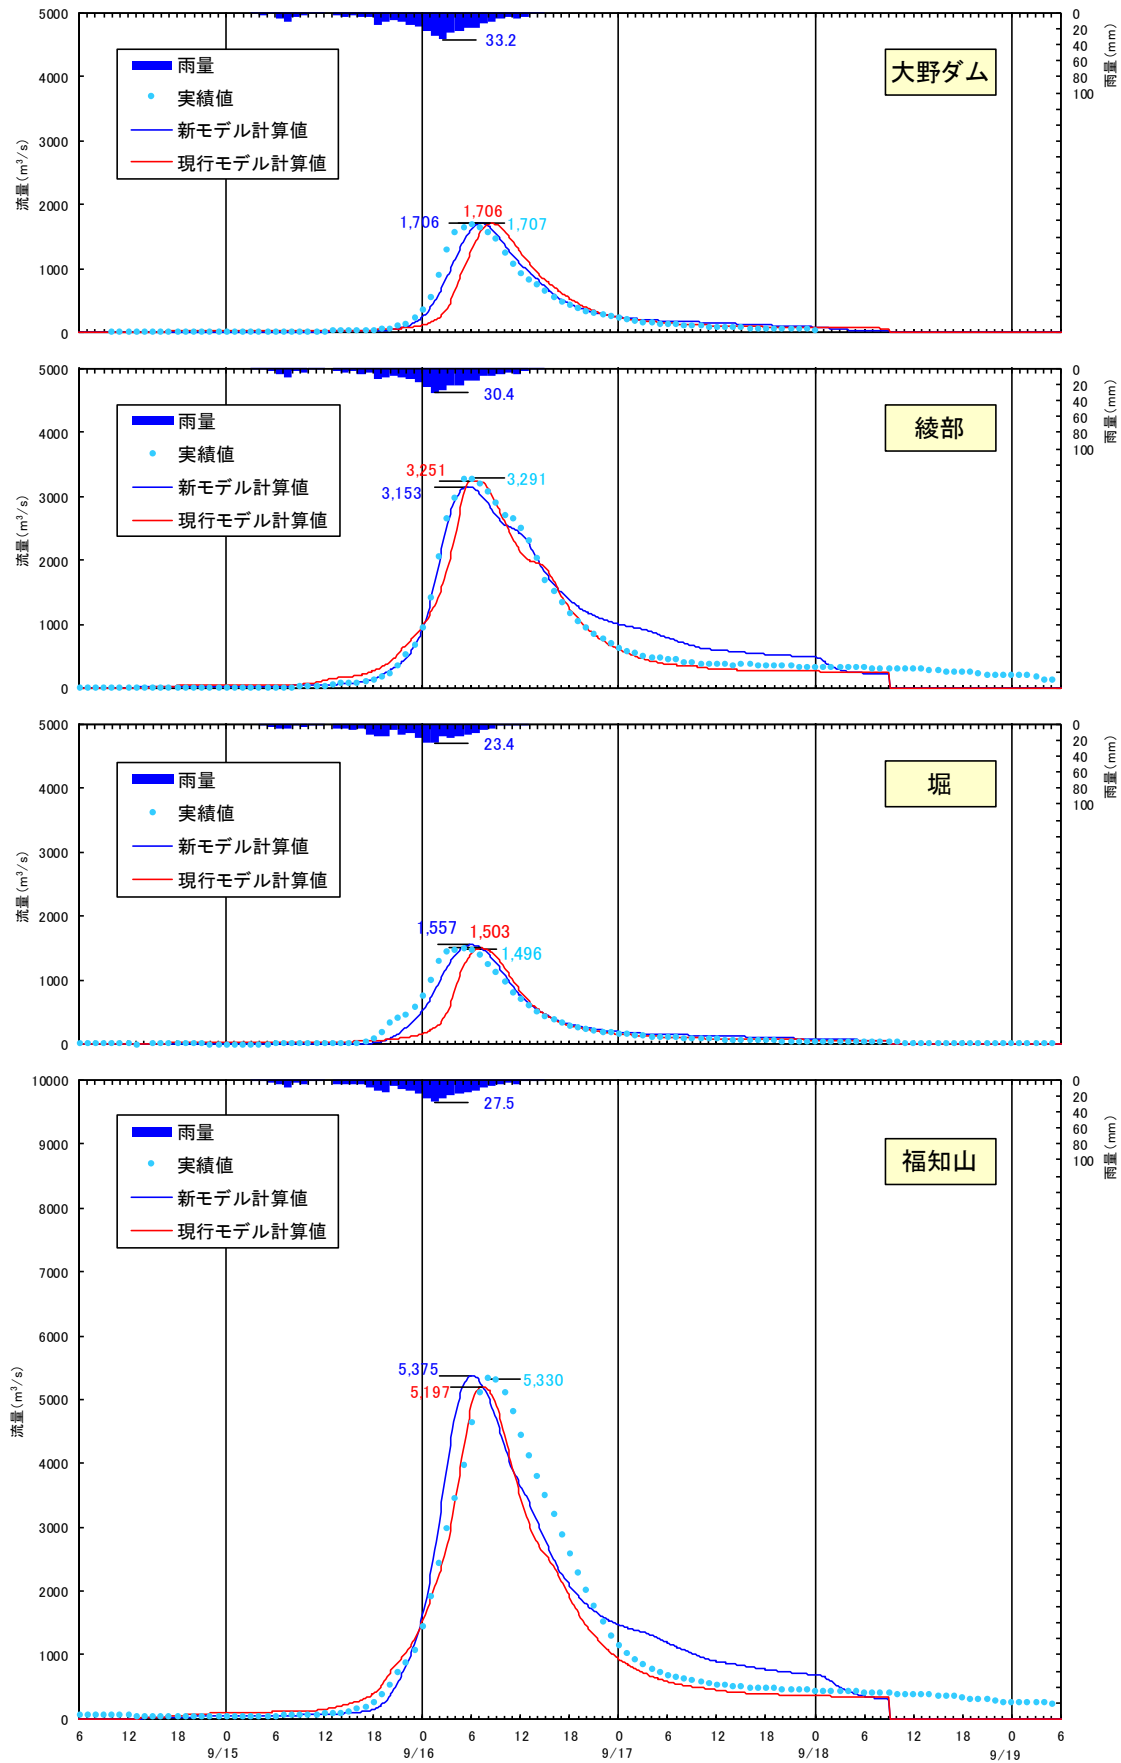 5000
4000
3000
2000
1000
0
流量(m³/s)
0
20
40
60
80
100
雨量(mm)
33.2
大野ダム
雨量
実績値
新モデル計算値
現行モデル計算値
1,706
1,706
1,707
5000
4000
3000
2000
1000
0
流量(m³/s)
0
20
40
60
80
100
雨量(mm)
30.4
綾部
雨量
実績値
新モデル計算値
現行モデル計算値
3,251
3,291
3,153
5000
4000
3000
2000
1000
0
流量(m³/s)
0
20
40
60
80
100
雨量(mm)
23.4
堀
雨量
実績値
新モデル計算値
現行モデル計算値
1,557
1,503
1,496
10000
9000
8000
7000
6000
5000
4000
3000
2000
1000
0
流量(m³/s)
0
20
40
60
80
100
雨量(mm)
27.5
福知山
雨量
実績値
新モデル計算値
現行モデル計算値
5,375
5,330
5,197
6 12 18 0 6 12 18 0 6 12 18 0 6 12 18 0 6 12 18 0 6
9/15 9/16 9/17 9/18 9/19